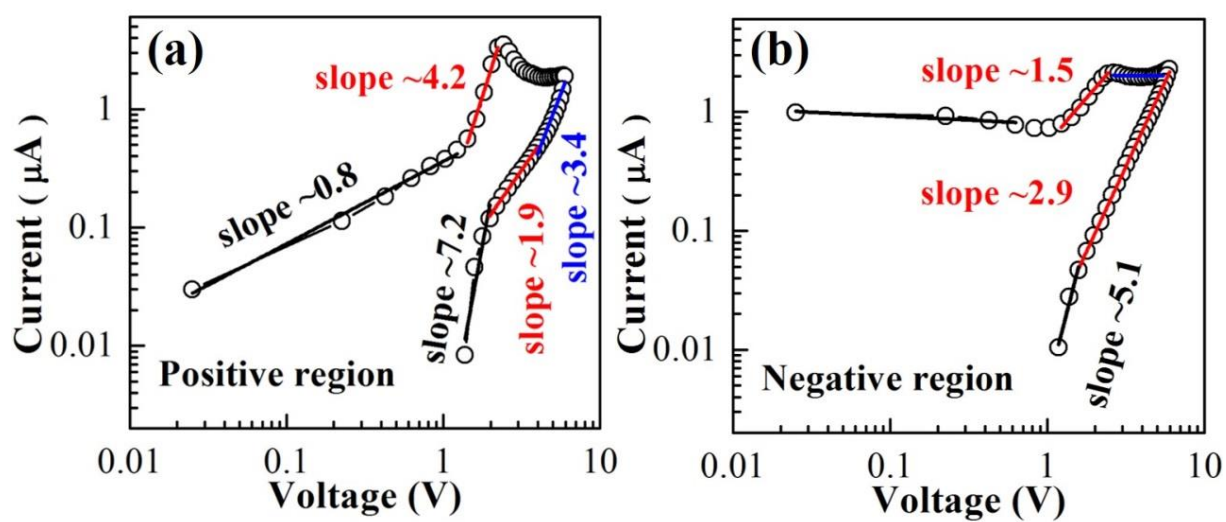 (a)
Current ( μA)
1
0.1
0.01
slope ~4.2
slope ~0.8
slope ~7.2
slope ~1.9
slope ~3.4
Positive region
0.01
0.1
1
10
Voltage (V)
(b)
Current ( μA)
1
0.1
0.01
slope ~1.5
slope ~2.9
slope ~5.1
Negative region
0.01
0.1
1
10
Voltage (V)